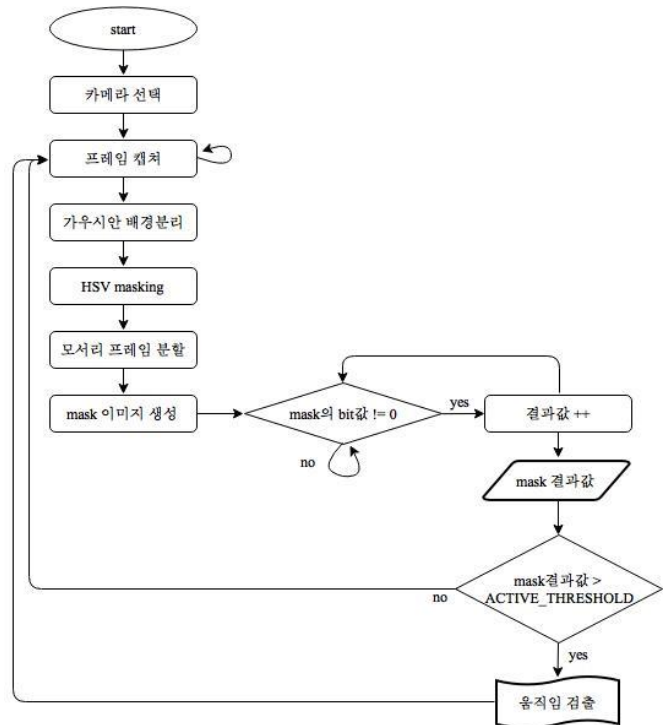 start
카메라 선택
프레임 캡처
가우시안 배경분리
HSV masking
모서리 프레임 분할
mask 이미지 생성
mask의 bit값 != 0
yes
no
결과값 ++
mask 결과값
mask결과값 >
ACTIVE_THRESHOLD
no
yes
움직임 검출